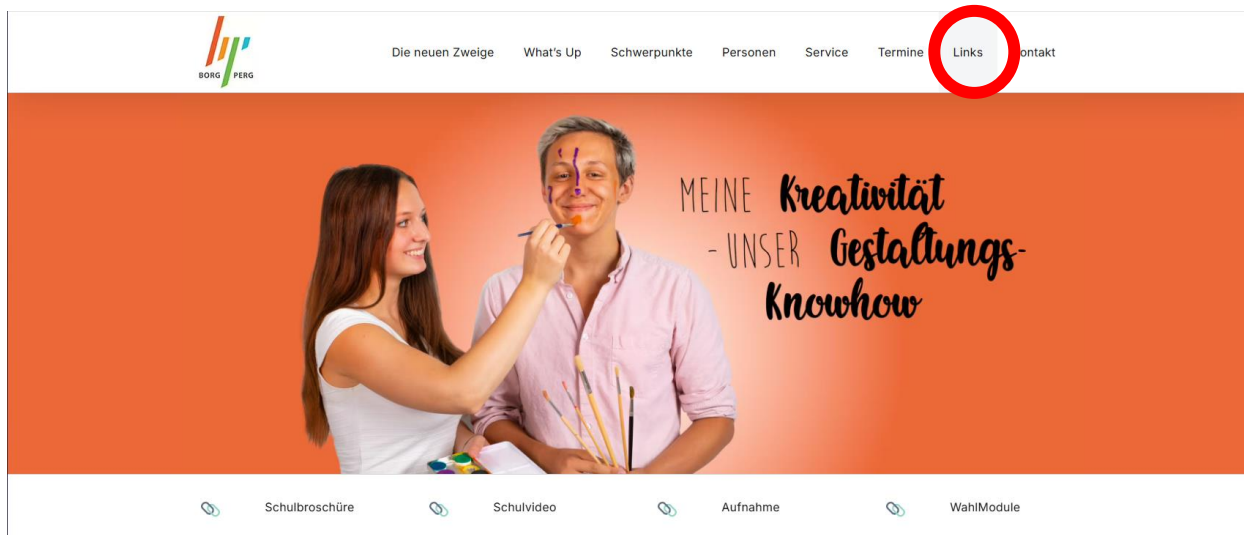 BORG PERG
Die neuen Zweige What's Up Schwerpunkte Personen Service Termine Links ontakt
MEINE Kreativität
- UNSER Gestaltungs-
Knowhow
Schulbroschüre Schulvideo Aufnahme WahlModule